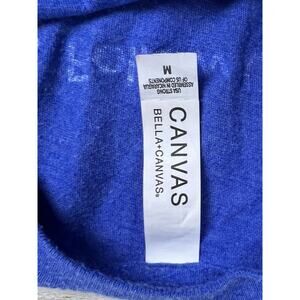 M
USA STRONG
ASSEMBLED IN NICARAGUA
OF US COMPONENTS
CANVAS
BELLA+CANVAS®